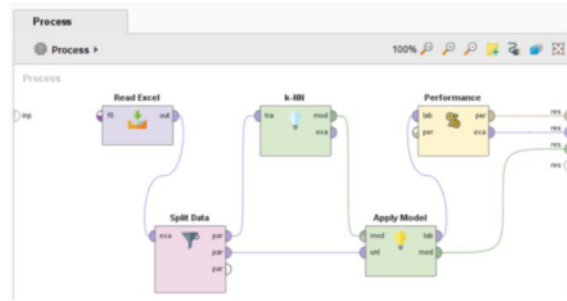 Process
Process
100%
Process
Read Excel
k-NN
Performance
inp
fil
out
tra
mod
exa
lab
per
per
exa
res
res
res
res
Split Data
Apply Model
exa
par
par
par
mod
lab
unl
mod